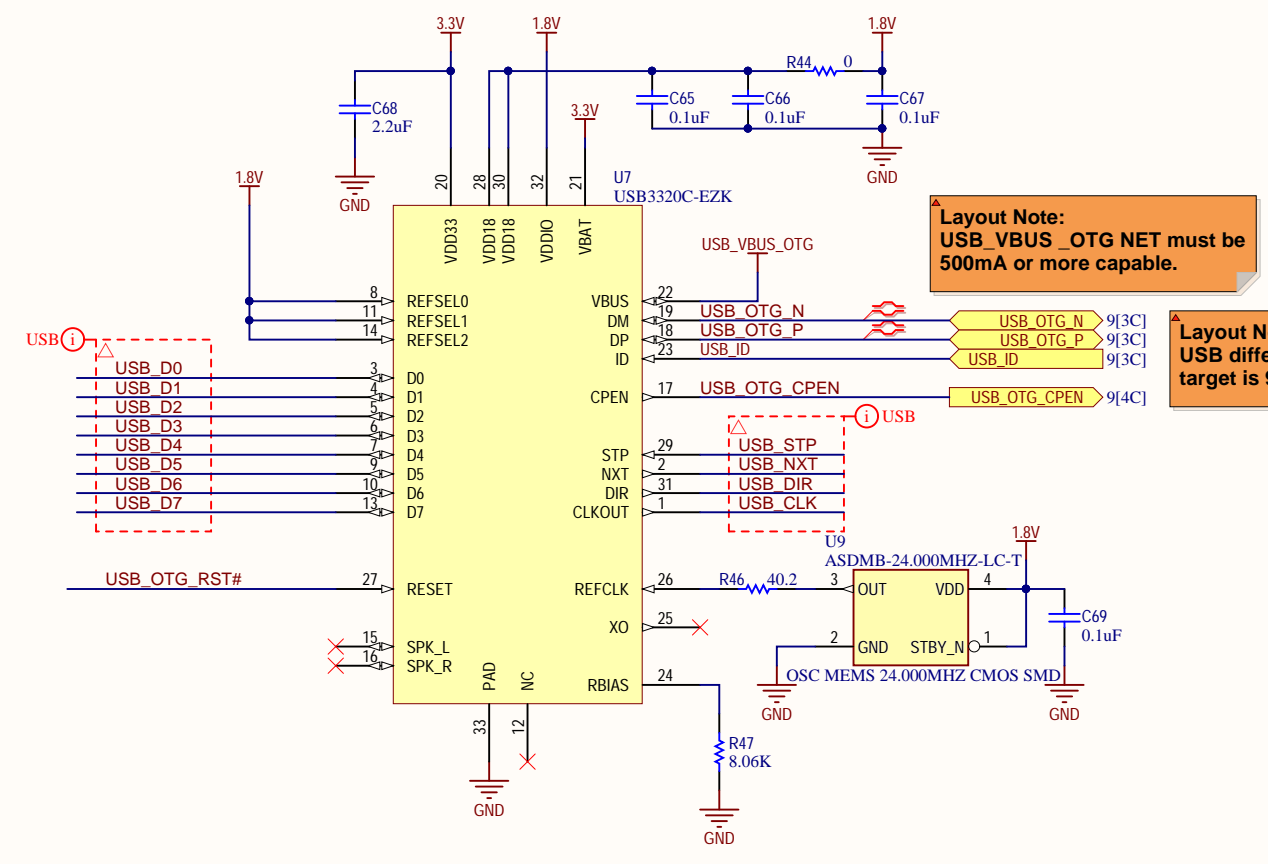 3.3V
1.8V
1.8V
R44 0
C68
2.2uF
C65
0.1uF
C66
0.1uF
C67
0.1uF
3.3V
GND
GND
1.8V
20
28
30
32
21
U7
USB3320C-EZK
VDD33
VDD18
VDD18
VDDIO
VBAT
Layout Note:
USB_VBUS _OTG NET must be
500mA or more capable.
USB_VBUS_OTG
8 REFSEL0
11 REFSEL1
14 REFSEL2
VBUS 22
DM 19 USB_OTG_N
DP 18 USB_OTG_P
ID 23 USB_ID
USB_OTG_N 9[3C]
USB_OTG_P 9[3C]
USB_ID 9[3C]
Layout N
USB diffe
target is 9
USB i
USB_D0 3 D0
USB_D1 4 D1
USB_D2 5 D2
USB_D3 6 D3
USB_D4 7 D4
USB_D5 9 D5
USB_D6 10 D6
USB_D7 13 D7
CPEN 17 USB_OTG_CPEN
USB_OTG_CPEN 9[4C]
i USB
STP 29 USB_STP
NXT 2 USB_NXT
DIR 31 USB_DIR
CLKOUT 1 USB_CLK
U9
ASDMB-24.000MHZ-LC-T
1.8V
USB_OTG_RST# 27 RESET
REFCLK 26 R46 40.2 3 OUT
VDD 4
XO 25
C69
0.1uF
2 GND
STBY_N 1
OSC MEMS 24.000MHZ CMOS SMD
15 SPK_L
16 SPK_R
PAD
NC
RBIAS 24
GND
GND
33
12
R47
8.06K
GND
GND